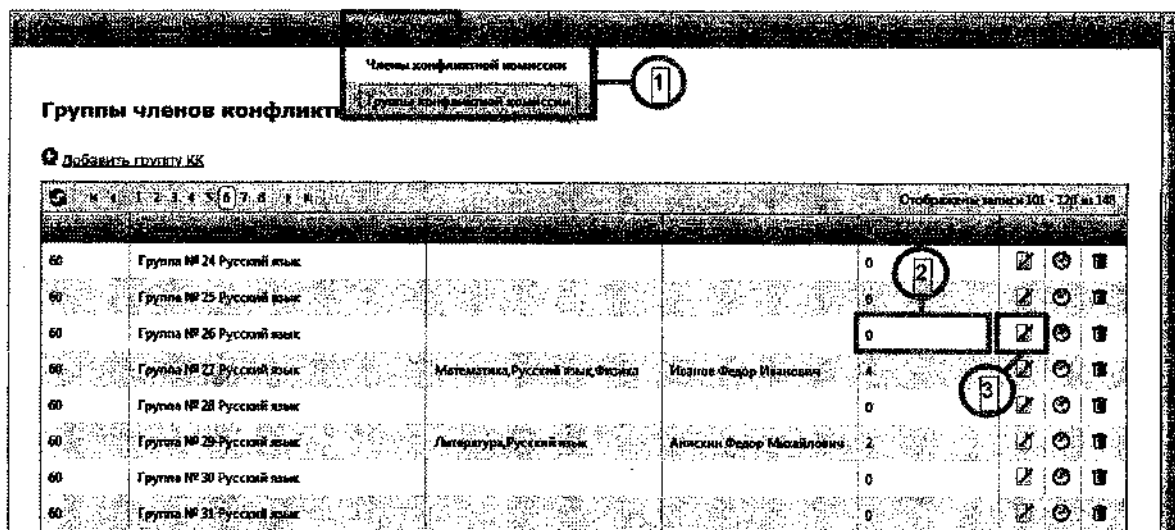 Члены конфликтной комиссии
1
Группы конфликтной комиссии
Группы членов конфликт
Добавить группу КК
1 2 3 4 5 6 7 8
Отображены записи 101 - 120 из 148
60 Группа № 24 Русский язык 0
2
60 Группа № 25 Русский язык
60 Группа № 26 Русский язык 0
60 Группа № 27 Русский язык Математика,Русский язык,Физика Иванов Федор Иванович 4
3
60 Группа № 28 Русский язык 0
60 Группа № 29 Русский язык Литература,Русский язык Анискин Федор Михайлович 2
60 Группа № 30 Русский язык 0
60 Группа № 31 Русский язык 0